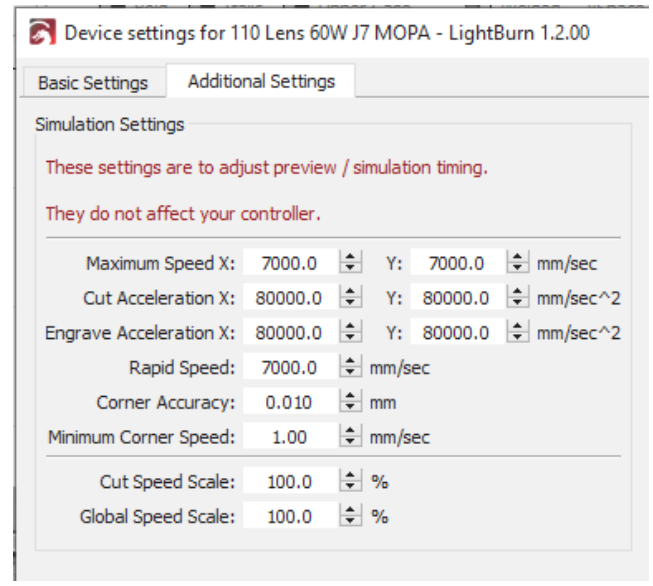 Device settings for 110 Lens 60W J7 MOPA - LightBurn 1.2.00
Basic Settings Additional Settings
Simulation Settings
These settings are to adjust preview / simulation timing.
They do not affect your controller.
Maximum Speed X: 7000.0 Y: 7000.0 mm/sec
Cut Acceleration X: 80000.0 Y: 80000.0 mm/sec^2
Engrave Acceleration X: 80000.0 Y: 80000.0 mm/sec^2
Rapid Speed: 7000.0 mm/sec
Corner Accuracy: 0.010 mm
Minimum Corner Speed: 1.00 mm/sec
Cut Speed Scale: 100.0 %
Global Speed Scale: 100.0 %